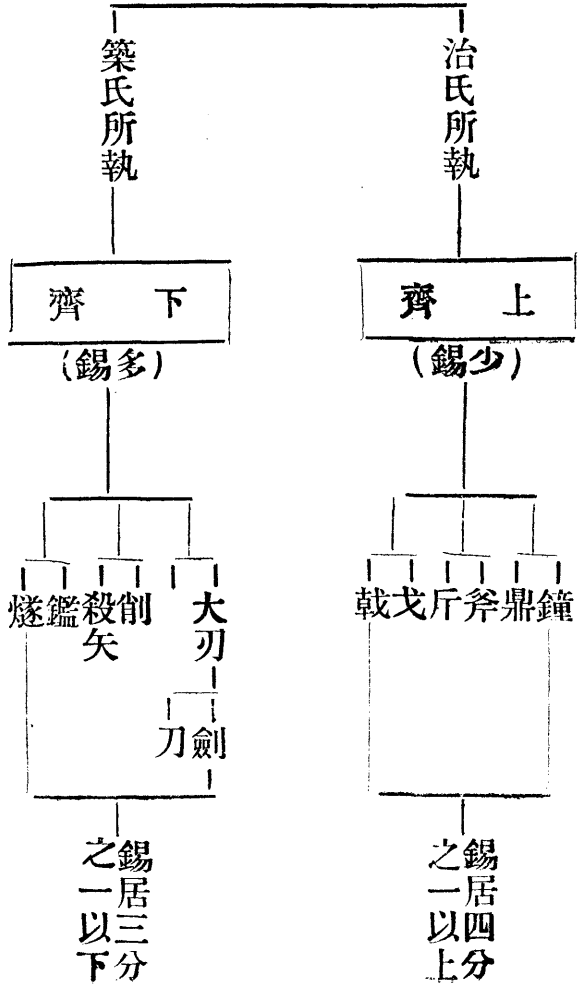 治氏所執
上齊
(錫少)
鐘
鼎
斧
斤
戈
戟
錫居四分
之一以上
築氏所執
下齊
(錫多)
大刃
劍
刀
削
殺矢
鑑
燧
錫居三分
之一以下